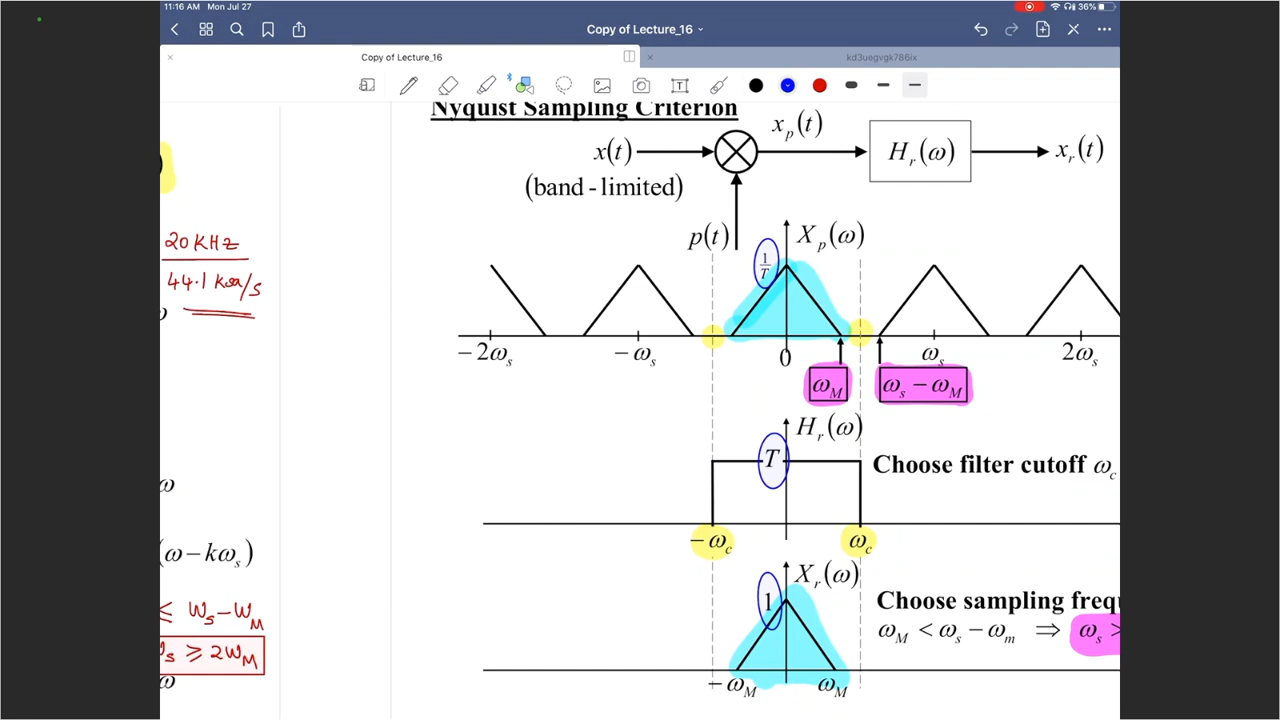 11:16 AM Mon Jul 27
36%
Copy of Lecture_16
Copy of Lecture_16
kd3uegvgk786ix
Nyquist Sampling Criterion
x(t)
x_p(t)
H_r(ω)
x_r(t)
(band-limited)
p(t)
X_p(ω)
20 KHz
44.1 ksa/s
1/T
ω
−2ω_s
−ω_s
0
ω_s
2ω_s
ω_M
ω_s − ω_M
H_r(ω)
T
Choose filter cutoff ω_c
ω
−ω_c
ω_c
(ω − kω_s)
X_r(ω)
1
Choose sampling frequ
≤ W_s − W_M
ω_M < ω_s − ω_m ⇒ ω_s >
W_s ≥ 2W_M
ω
−ω_M
ω_M